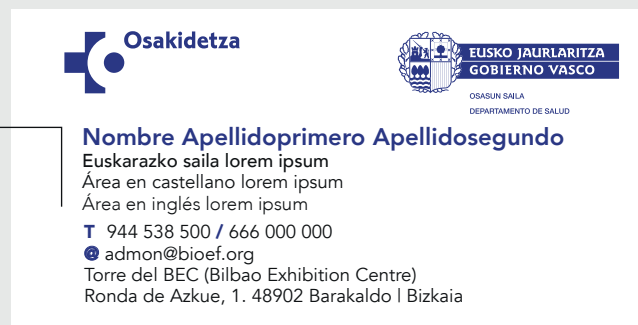 Osakidetza
EUSKO JAURLARITZA
GOBIERNO VASCO
OSASUN SAILA
DEPARTAMENTO DE SALUD
Nombre Apellidoprimero Apellidosegundo
Euskarazko saila lorem ipsum
Área en castellano lorem ipsum
Área en inglés lorem ipsum
T 944 538 500 / 666 000 000
@ admon@bioef.org
Torre del BEC (Bilbao Exhibition Centre)
Ronda de Azkue, 1. 48902 Barakaldo | Bizkaia